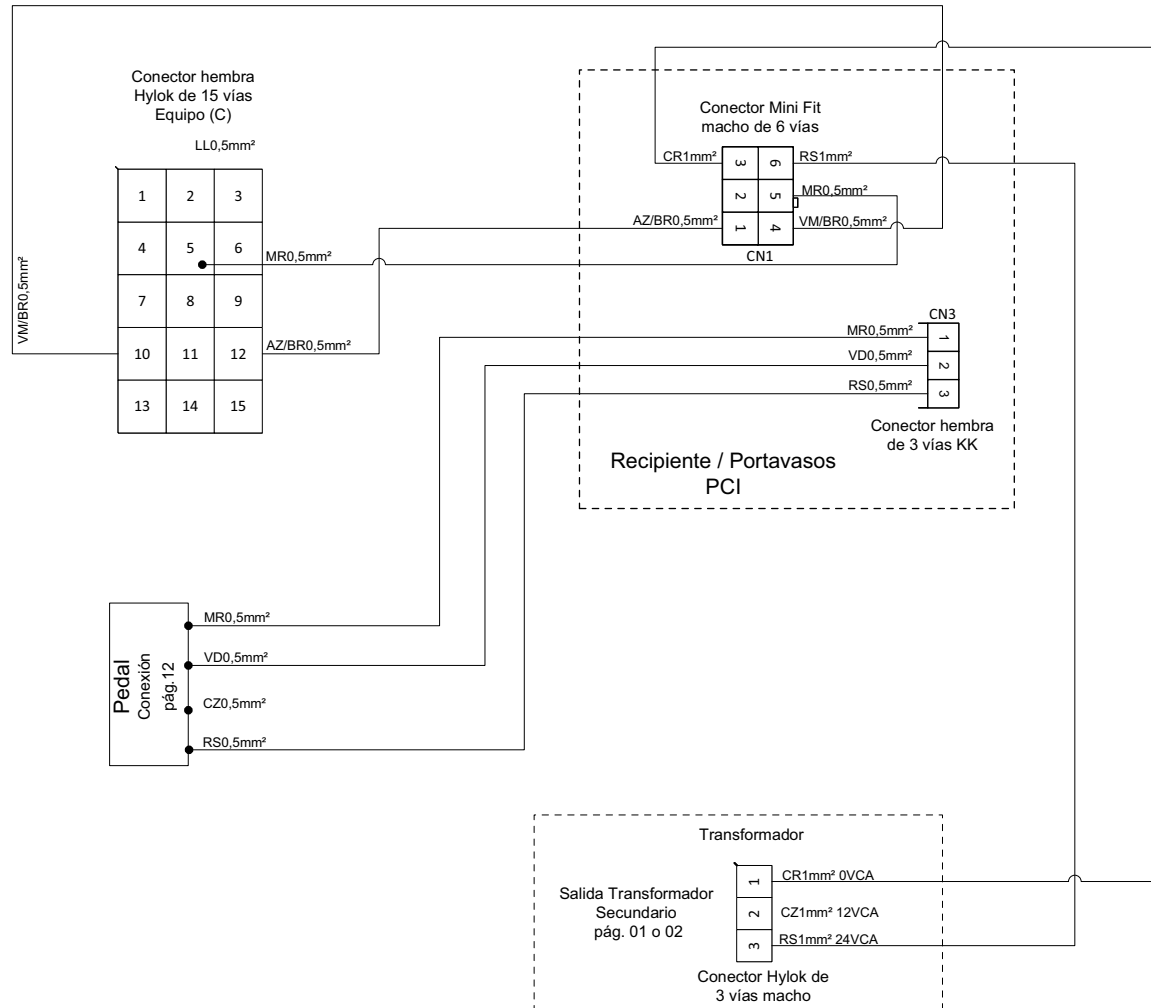 Conector hembra
Hylok de 15 vías
Equipo (C)
LL0,5mm²
1 2 3
4 5 6
7 8 9
10 11 12
13 14 15
MR0,5mm²
AZ/BR0,5mm²
VM/BR0,5mm²
Conector Mini Fit
macho de 6 vías
CR1mm² 3 6 RS1mm²
2 5 MR0,5mm²
AZ/BR0,5mm² 1 4 VM/BR0,5mm²
CN1
CN3
MR0,5mm² 1
VD0,5mm² 2
RS0,5mm² 3
Conector hembra
de 3 vías KK
Recipiente / Portavasos
PCI
Pedal
Conexión
pág.12
MR0,5mm²
VD0,5mm²
CZ0,5mm²
RS0,5mm²
Transformador
Salida Transformador
Secundario
pág. 01 o 02
1 CR1mm² 0VCA
2 CZ1mm² 12VCA
3 RS1mm² 24VCA
Conector Hylok de
3 vías macho